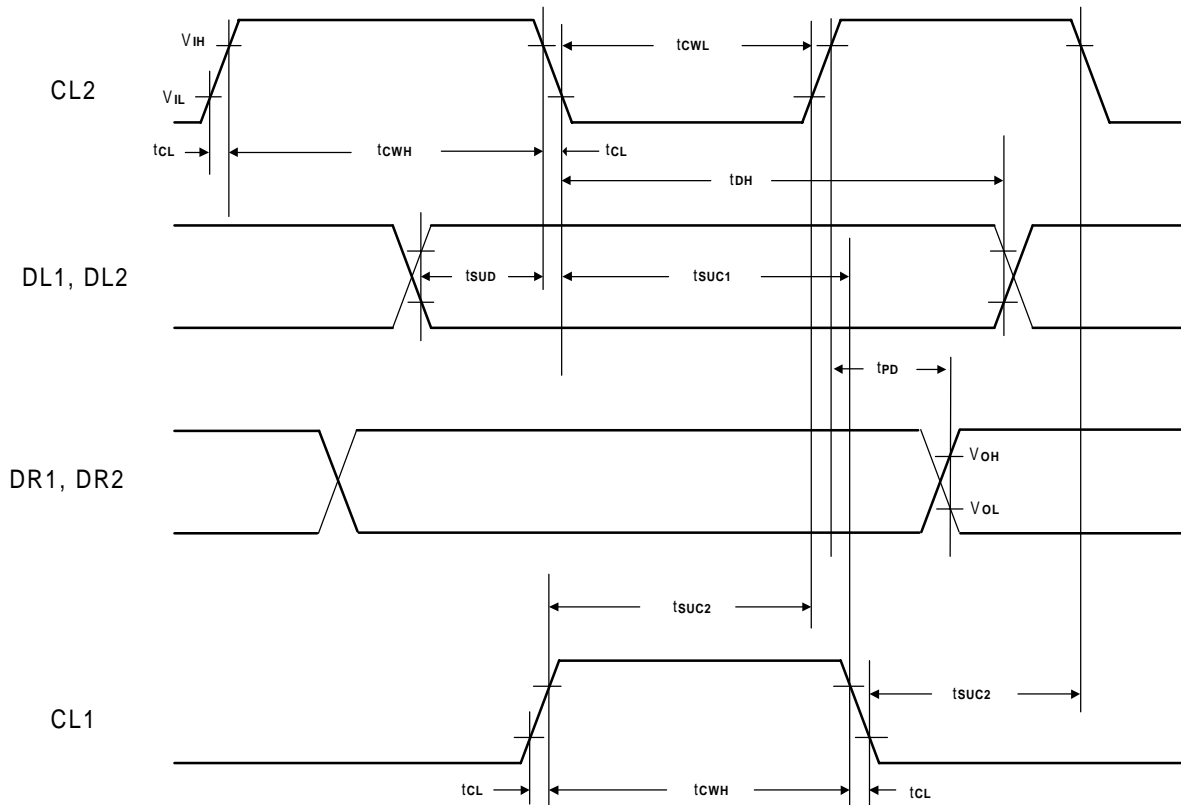 VIH
tCWL
CL2
VIL
tCL
tCWH
tCL
tDH
DL1, DL2
tSUD
tSUC1
tPD
DR1, DR2
VOH
VOL
tSUC2
CL1
tSUC2
tCL
tCWH
tCL